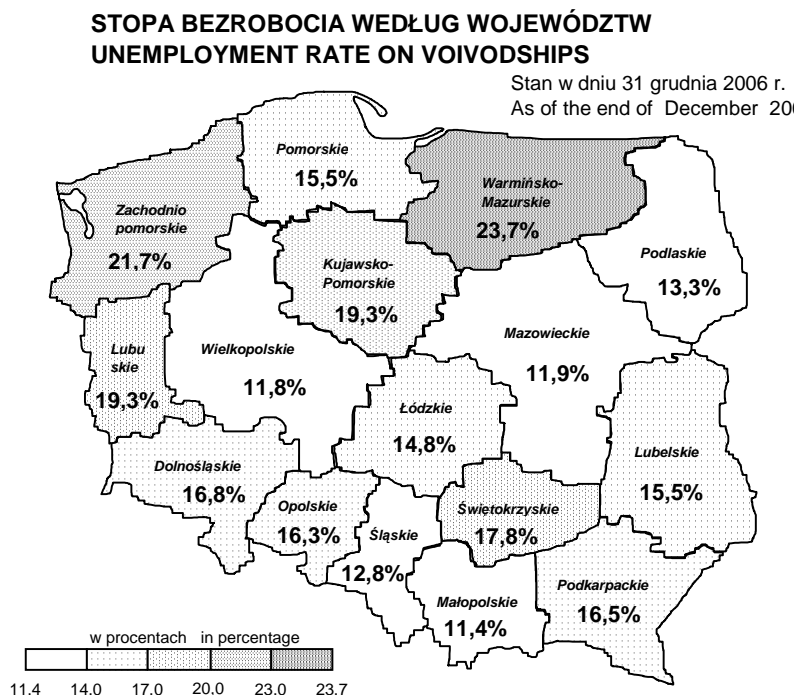 STOPA BEZROBOCIA WEDŁUG WOJEWÓDZTW
UNEMPLOYMENT RATE ON VOIVODSHIPS
Stan w dniu 31 grudnia 2006 r.
As of the end of December 200
Pomorskie
15,5%
Warmińsko-
Mazurskie
23,7%
Zachodnio
pomorskie
21,7%
Podlaskie
13,3%
Kujawsko-
Pomorskie
19,3%
Mazowieckie
11,9%
Lubu
skie
19,3%
Wielkopolskie
11,8%
Łódzkie
14,8%
Lubelskie
15,5%
Dolnośląskie
16,8%
Opolskie
16,3%
Śląskie
12,8%
Świętokrzyskie
17,8%
Małopolskie
11,4%
Podkarpackie
16,5%
w procentach in percentage
11.4 14.0 17.0 20.0 23.0 23.7